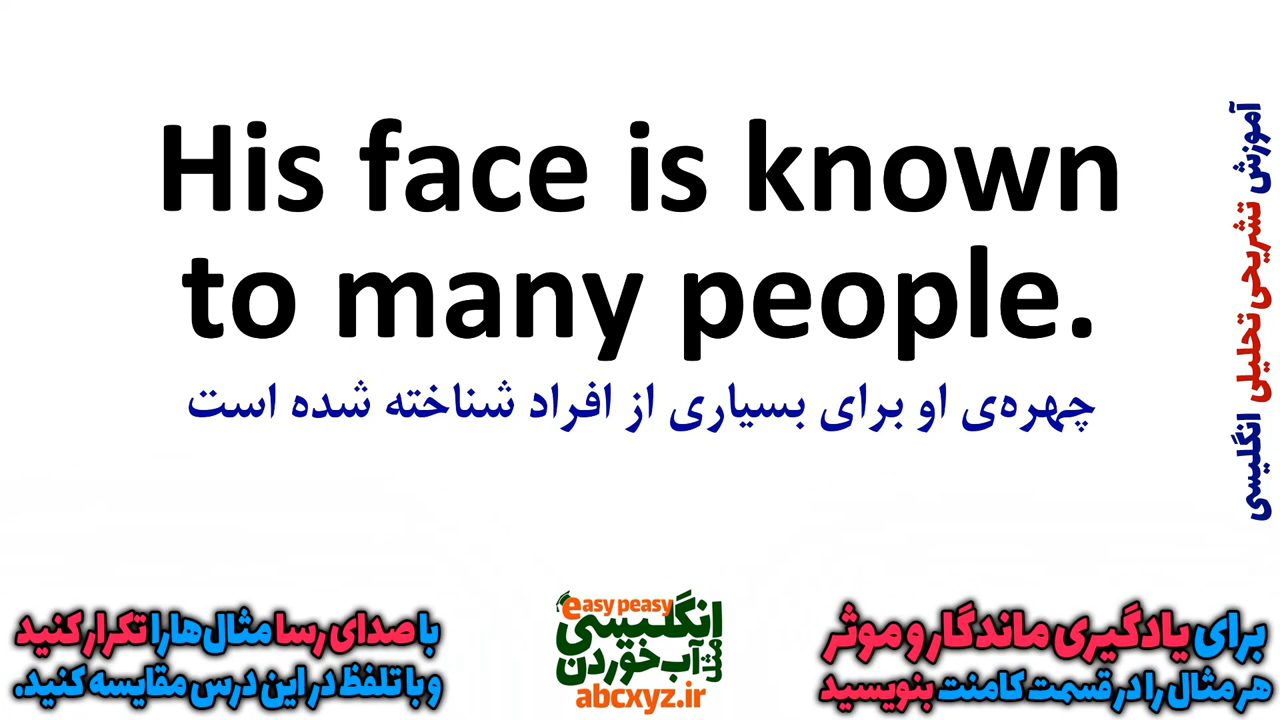 His face is known
to many people.
چهره‌ی او برای بسیاری از افراد شناخته شده است
آموزش تشریحی تحلیلی انگلیسی
برای یادگیری ماندگار و موثر
هر مثال را در قسمت کامنت بنویسید
easy peasy
انگلیسی
مثل
آب خوردن
abcxyz.ir
با صدای رسا مثال‌ها را تکرار کنید
و با تلفظ در این درس مقایسه کنید.